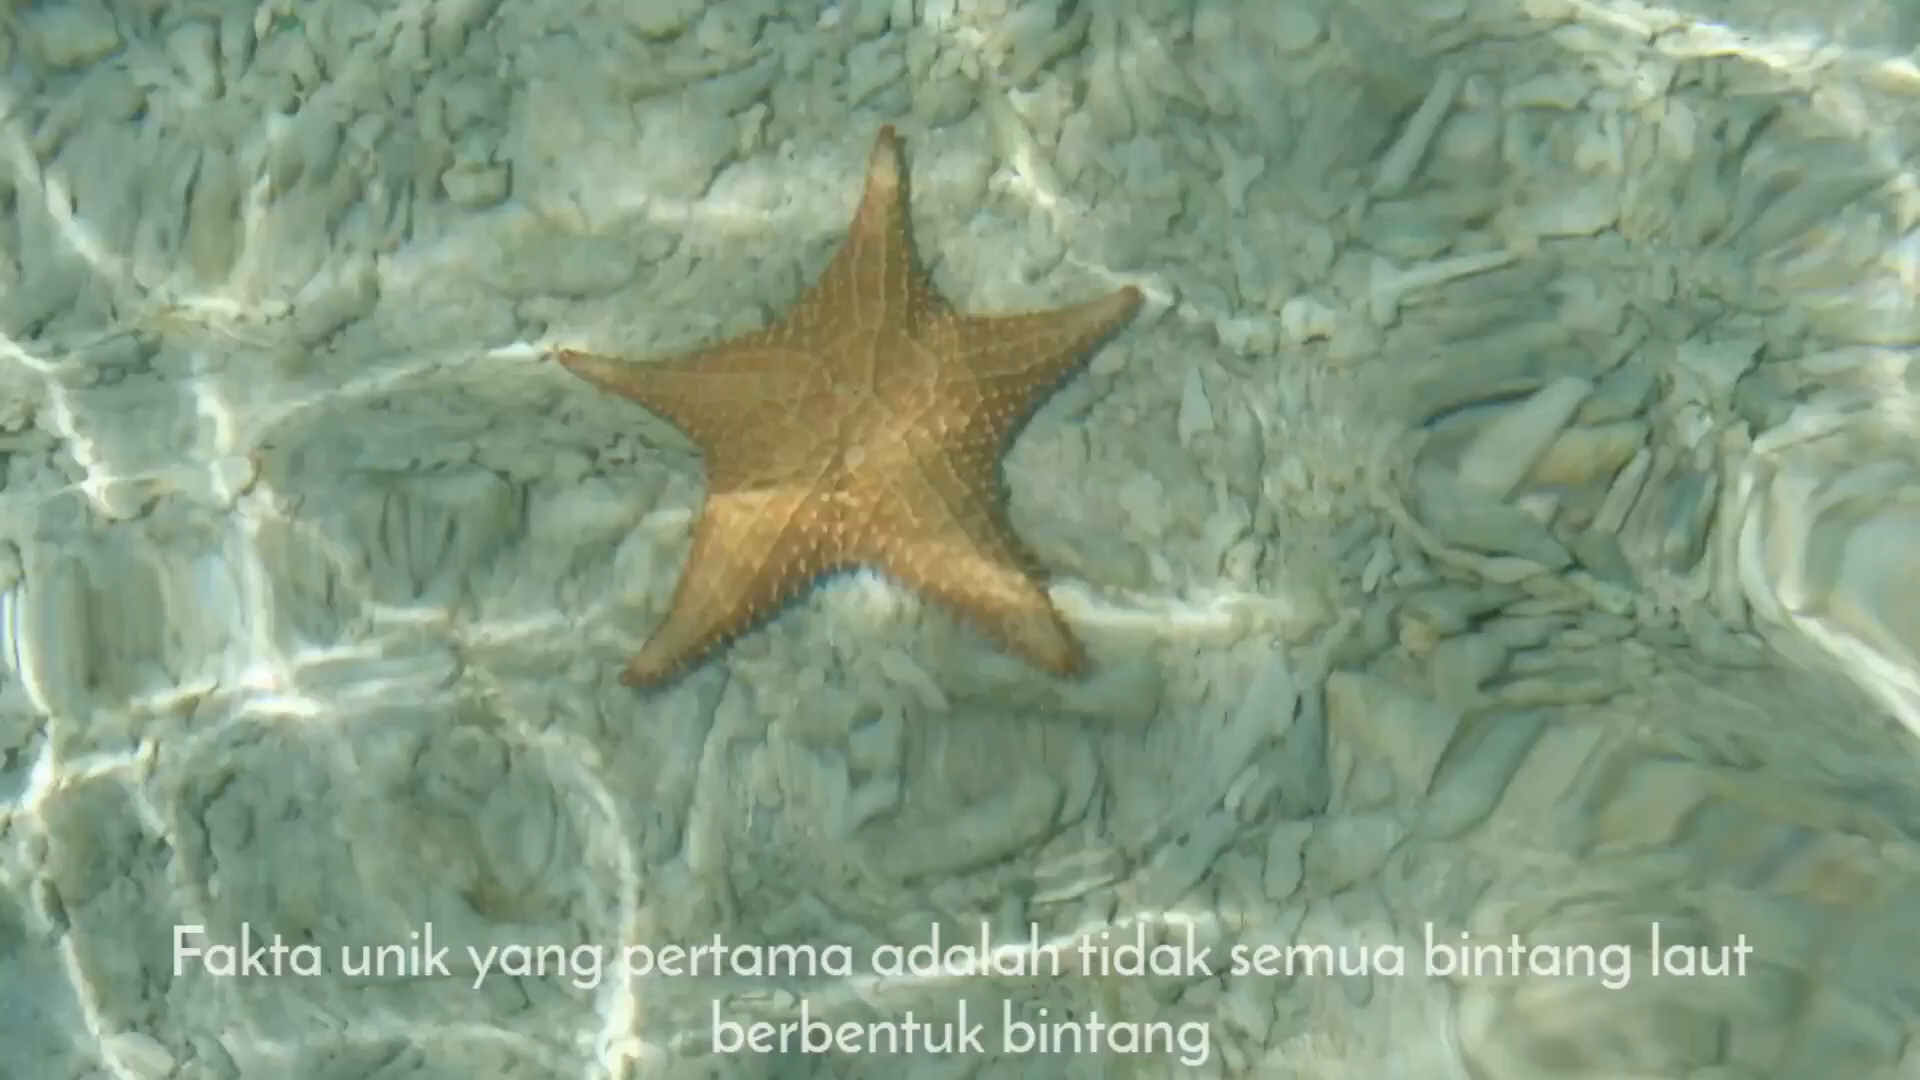 Fakta unik yang pertama adalah tidak semua bintang laut
berbentuk bintang